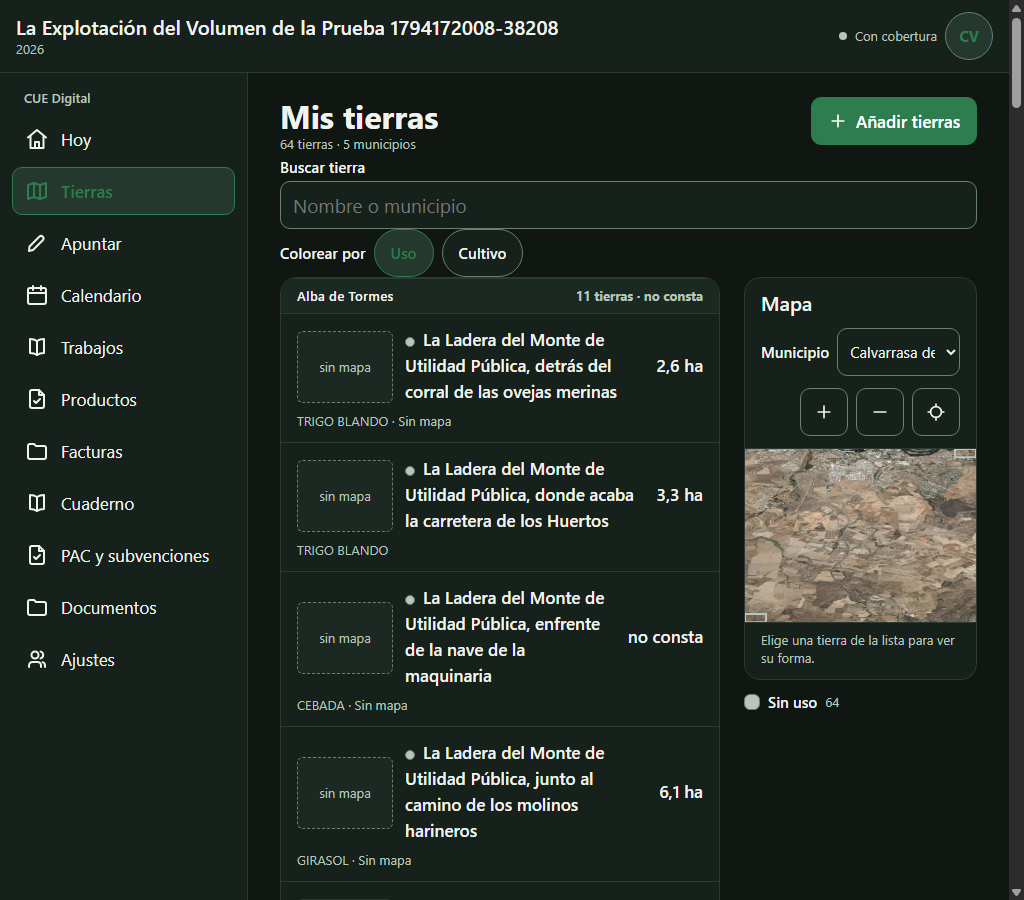 La Explotación del Volumen de la Prueba 1794172008-38208
2026
Con cobertura
CV
CUE Digital
Hoy
Tierras
Apuntar
Calendario
Trabajos
Productos
Facturas
Cuaderno
PAC y subvenciones
Documentos
Ajustes
Mis tierras
64 tierras · 5 municipios
+ Añadir tierras
Buscar tierra
Nombre o municipio
Colorear por
Uso
Cultivo
Alba de Tormes
11 tierras · no consta
sin mapa
La Ladera del Monte de
Utilidad Pública, detrás del
corral de las ovejas merinas
2,6 ha
TRIGO BLANDO · Sin mapa
sin mapa
La Ladera del Monte de
Utilidad Pública, donde acaba
la carretera de los Huertos
3,3 ha
TRIGO BLANDO
sin mapa
La Ladera del Monte de
Utilidad Pública, enfrente
de la nave de la
maquinaria
no consta
CEBADA · Sin mapa
sin mapa
La Ladera del Monte de
Utilidad Pública, junto al
camino de los molinos
harineros
6,1 ha
GIRASOL · Sin mapa
Mapa
Municipio
Calvarrasa de
Elige una tierra de la lista para ver
su forma.
Sin uso 64